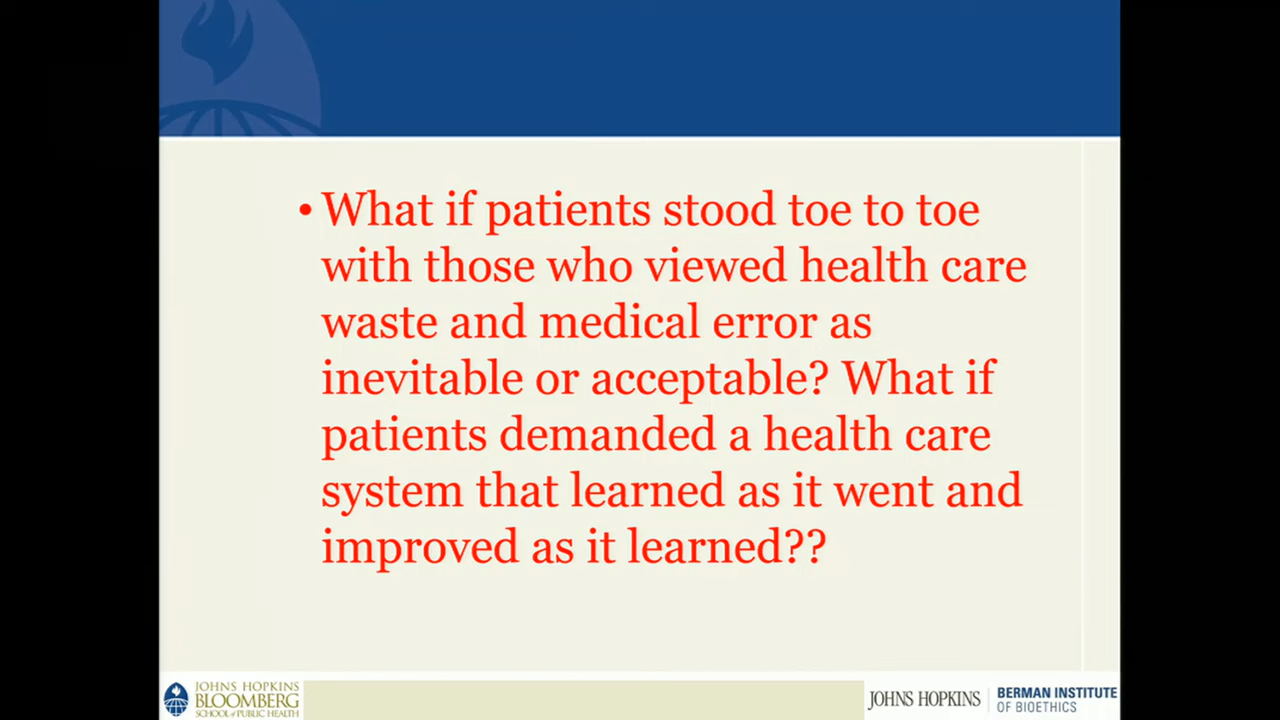 • What if patients stood toe to toe
with those who viewed health care
waste and medical error as
inevitable or acceptable? What if
patients demanded a health care
system that learned as it went and
improved as it learned??
JOHNS HOPKINS
BLOOMBERG
SCHOOL of PUBLIC HEALTH
JOHNS HOPKINS
BERMAN INSTITUTE
OF BIOETHICS